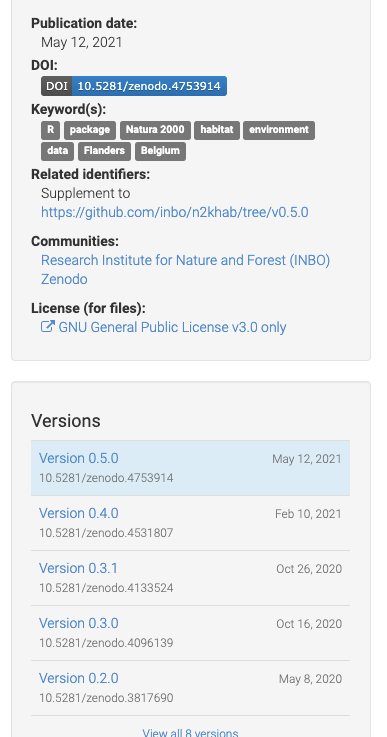 Publication date:
May 12, 2021
DOI:
DOI 10.5281/zenodo.4753914
Keyword(s):
R package Natura 2000 habitat environment
data Flanders Belgium
Related identifiers:
Supplement to
https://github.com/inbo/n2khab/tree/v0.5.0
Communities:
Research Institute for Nature and Forest (INBO)
Zenodo
License (for files):
GNU General Public License v3.0 only
Versions
Version 0.5.0 May 12, 2021
10.5281/zenodo.4753914
Version 0.4.0 Feb 10, 2021
10.5281/zenodo.4531807
Version 0.3.1 Oct 26, 2020
10.5281/zenodo.4133524
Version 0.3.0 Oct 16, 2020
10.5281/zenodo.4096139
Version 0.2.0 May 8, 2020
10.5281/zenodo.3817690
View all 8 versions